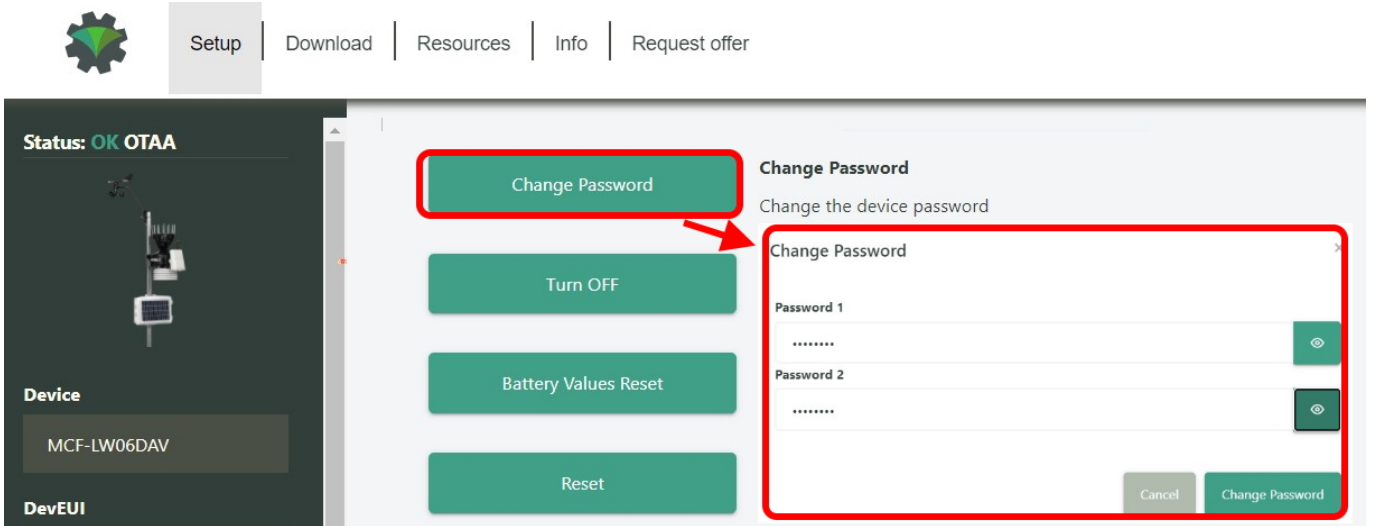 Setup
Download
Resources
Info
Request offer
Status: OK OTAA
Device
MCF-LW06DAV
DevEUI
Change Password
Turn OFF
Battery Values Reset
Reset
Change Password
Change the device password
Change Password
×
Password 1
••••••••
Password 2
••••••••
Cancel
Change Password